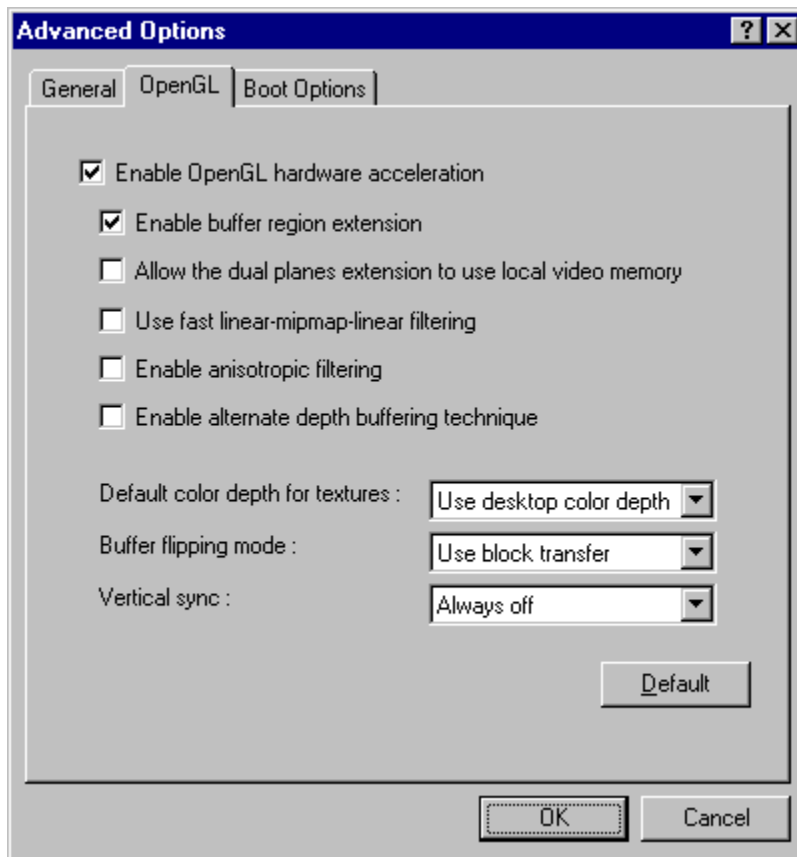 Advanced Options
General OpenGL Boot Options
Enable OpenGL hardware acceleration
Enable buffer region extension
Allow the dual planes extension to use local video memory
Use fast linear-mipmap-linear filtering
Enable anisotropic filtering
Enable alternate depth buffering technique
Default color depth for textures : Use desktop color depth
Buffer flipping mode : Use block transfer
Vertical sync : Always off
Default
OK Cancel